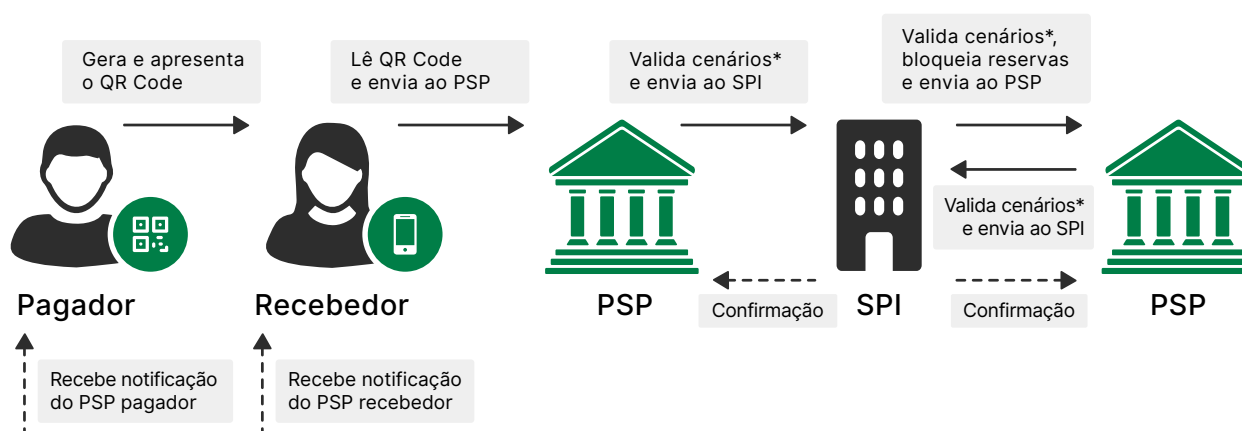 Gera e apresenta
o QR Code
Lê QR Code
e envia ao PSP
Valida cenários*
e envia ao SPI
Valida cenários*,
bloqueia reservas
e envia ao PSP
Valida cenários*
e envia ao SPI
Pagador
Recebedor
PSP
Confirmação
SPI
Confirmação
PSP
Recebe notificação
do PSP pagador
Recebe notificação
do PSP recebedor